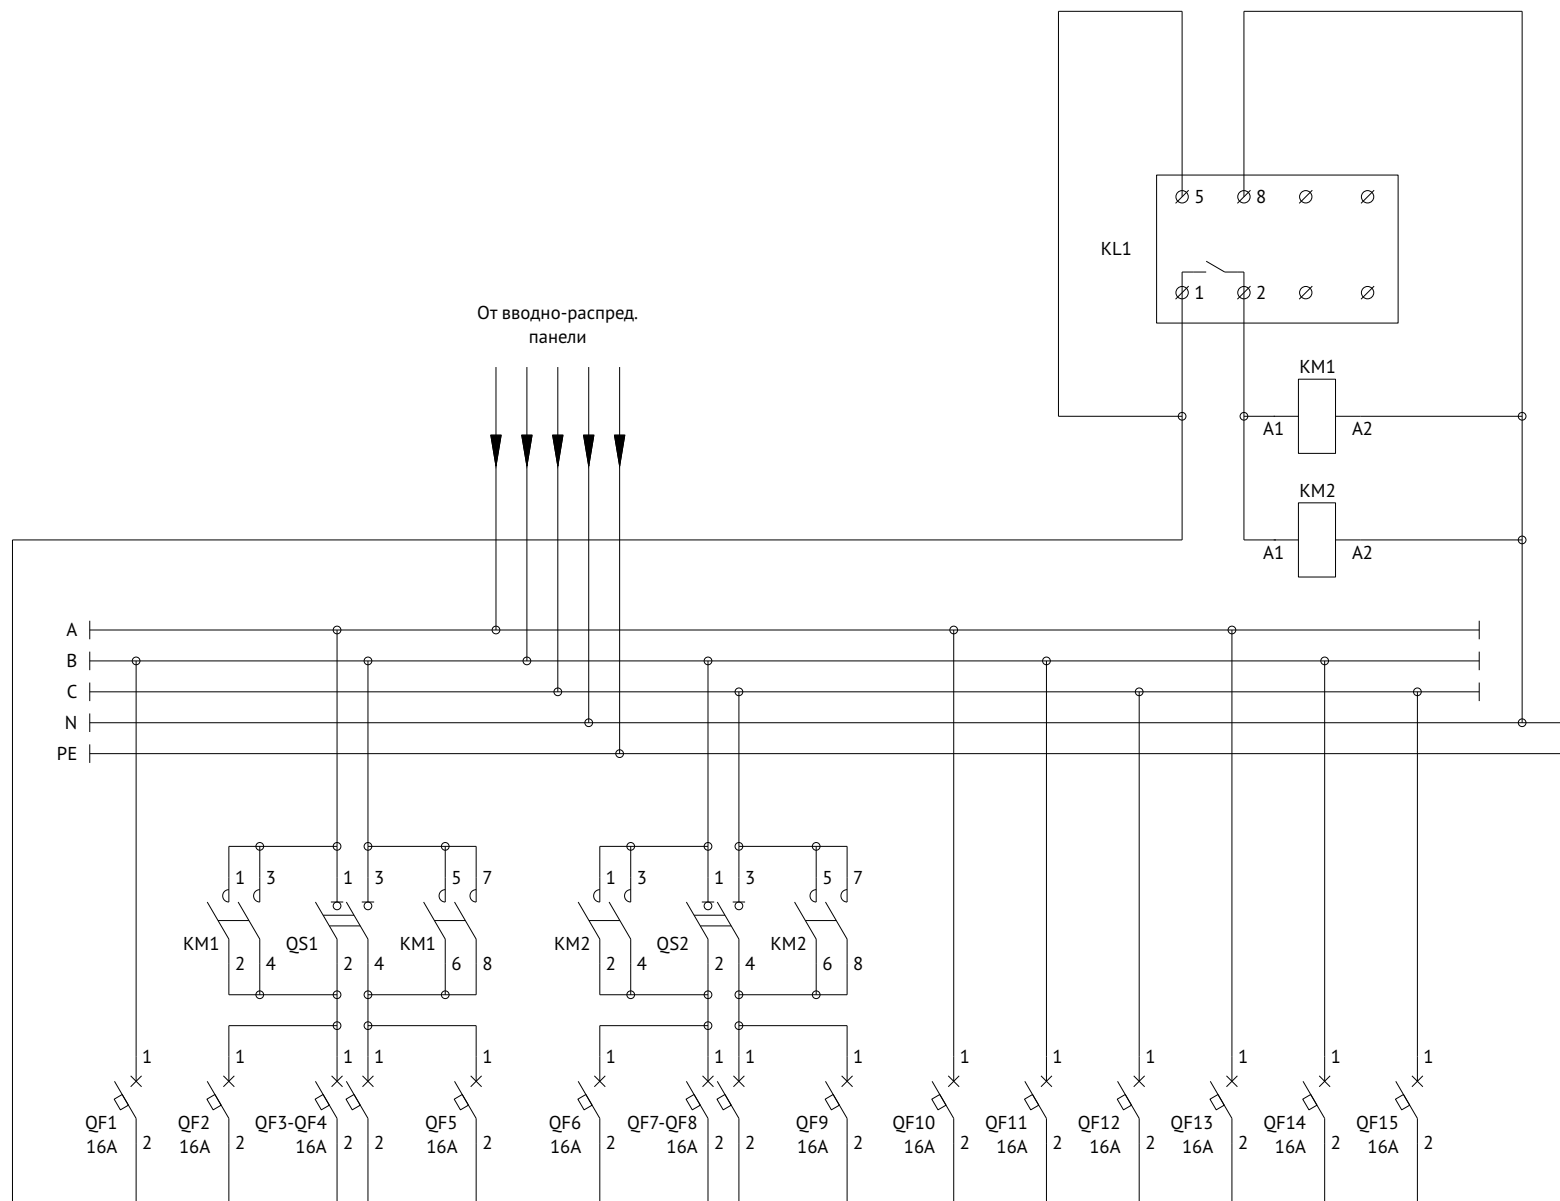 5 8
KL1
1 2
От вводно-распред.
панели
KM1
A1 A2
KM2
A1 A2
A
B
C
N
PE
1 3 1 3 5 7 1 3 1 3 5 7
KM1 QS1 KM1 KM2 QS2 KM2
2 4 2 4 6 8 2 4 2 4 6 8
1 1 1 1 1 1 1 1 1 1 1 1 1 1 1
QF1 QF2 QF3-QF4 QF5 QF6 QF7-QF8 QF9 QF10 QF11 QF12 QF13 QF14 QF15
16A 2 16A 2 16A 2 2 16A 2 16A 2 16A 2 2 16A 2 16A 2 16A 2 16A 2 16A 2 16A 2 16A 2